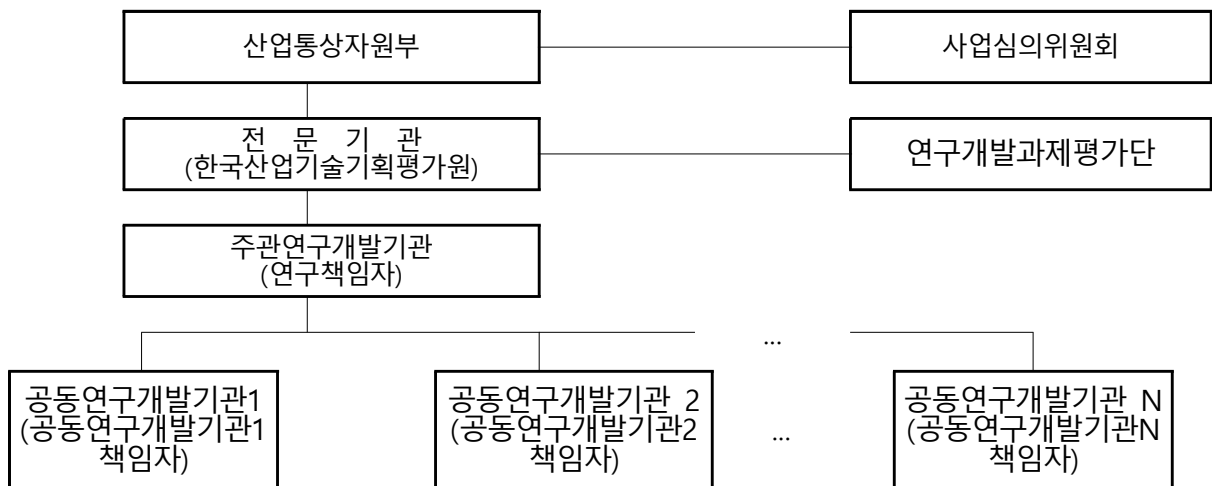 산업통상자원부
사업심의위원회
전 문 기 관
(한국산업기술기획평가원)
연구개발과제평가단
주관연구개발기관
(연구책임자)
...
공동연구개발기관1
(공동연구개발기관1
책임자)
공동연구개발기관 2
(공동연구개발기관2
책임자)
...
공동연구개발기관 N
(공동연구개발기관N
책임자)